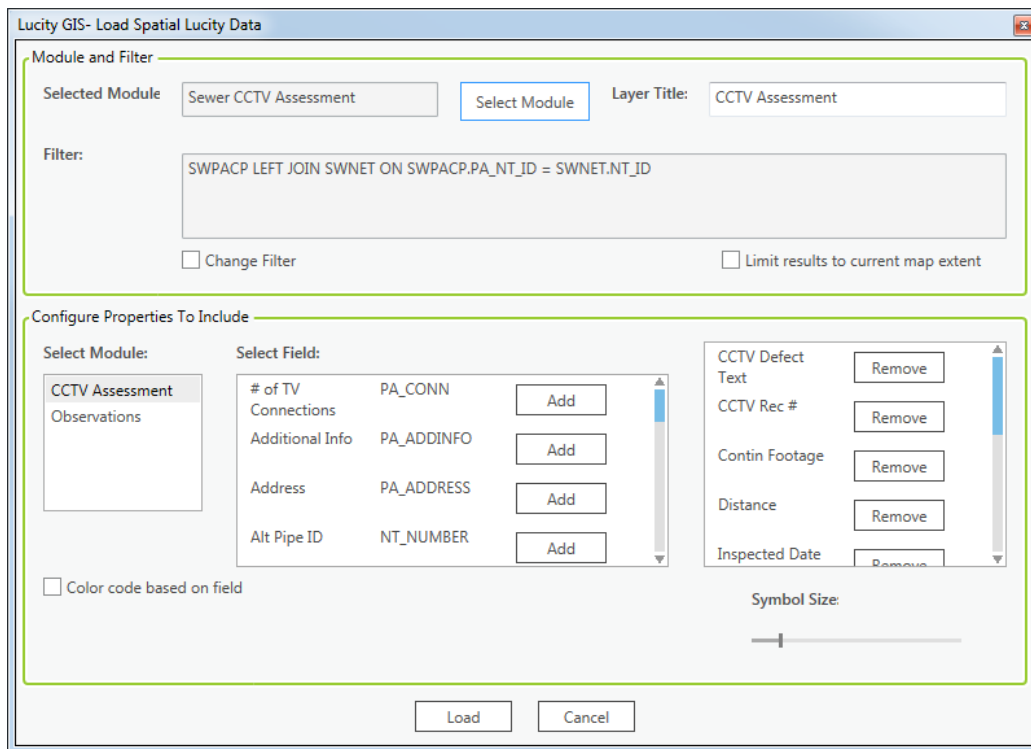 Lucity GIS- Load Spatial Lucity Data
Module and Filter
Selected Module
Sewer CCTV Assessment
Select Module
Layer Title:
CCTV Assessment
Filter:
SWPACP LEFT JOIN SWNET ON SWPACP.PA_NT_ID = SWNET.NT_ID
Change Filter
Limit results to current map extent
Configure Properties To Include
Select Module:
CCTV Assessment
Observations
Select Field:
# of TV
Connections
PA_CONN
Add
Additional Info
PA_ADDINFO
Add
Address
PA_ADDRESS
Add
Alt Pipe ID
NT_NUMBER
Add
CCTV Defect
Text
Remove
CCTV Rec #
Remove
Contin Footage
Remove
Distance
Remove
Inspected Date
Remove
Color code based on field
Symbol Size:
Load
Cancel